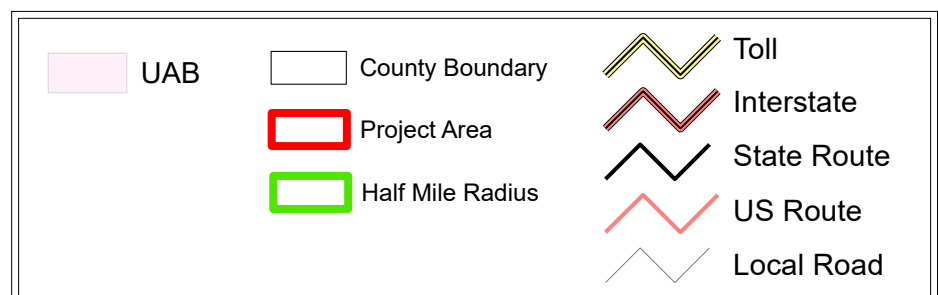 UAB
County Boundary
Project Area
Half Mile Radius
Toll
Interstate
State Route
US Route
Local Road